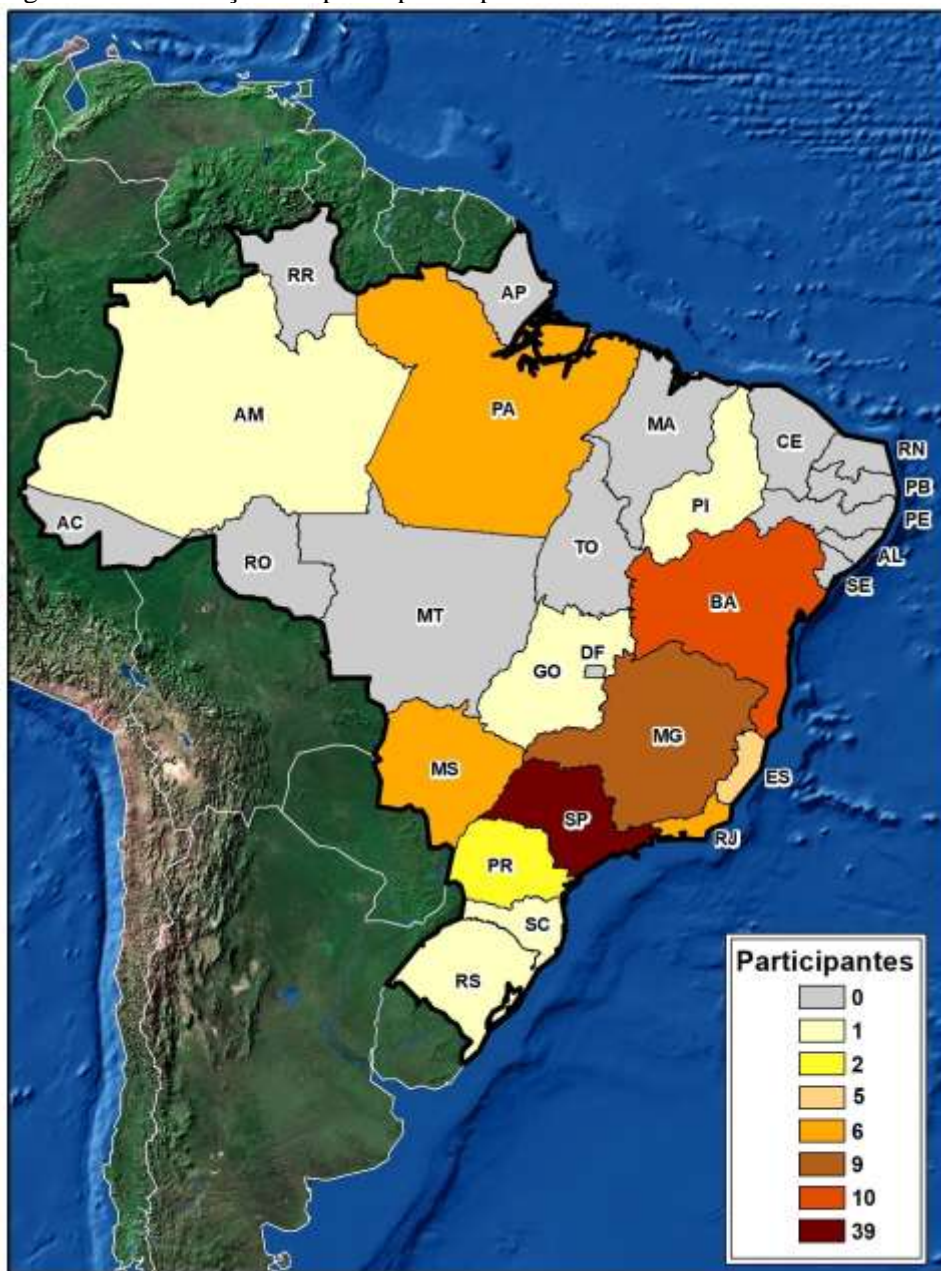 RR
AP
AM
PA
MA
CE
RN
PB
PE
AL
SE
PI
AC
RO
TO
BA
MT
DF
GO
MG
MS
ES
SP
RJ
PR
SC
RS
Participantes
0
1
2
5
6
9
10
39